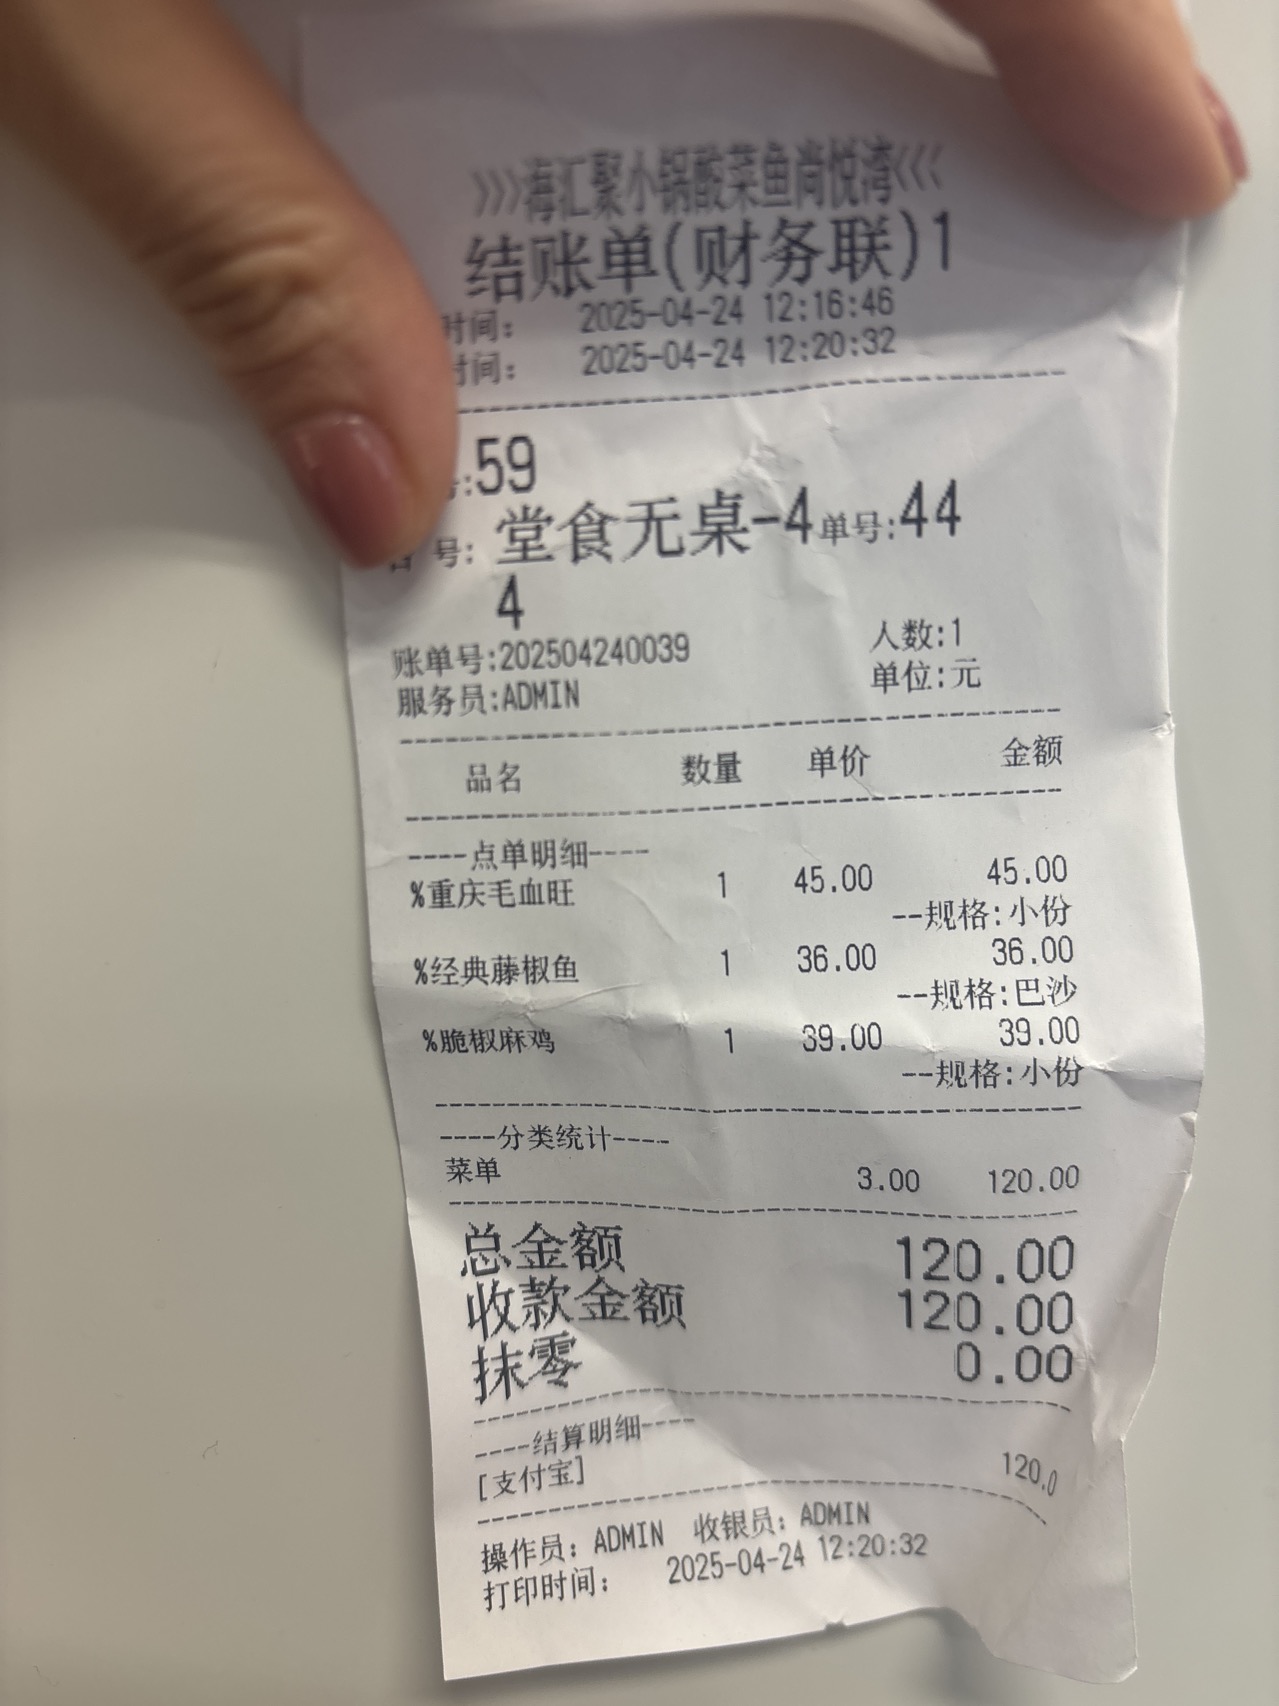 >>>海汇聚小锅酸菜鱼尚悦湾<<<
结账单(财务联)1
时间: 2025-04-24 12:16:46
时间: 2025-04-24 12:20:32
:59
号: 堂食无桌-4 单号:44
4
账单号:202504240039 人数:1
服务员:ADMIN 单位:元
品名 数量 单价 金额
----点单明细----
%重庆毛血旺 1 45.00 45.00
--规格:小份
%经典藤椒鱼 1 36.00 36.00
--规格:巴沙
%脆椒麻鸡 1 39.00 39.00
--规格:小份
----分类统计----
菜单 3.00 120.00
总金额 120.00
收款金额 120.00
抹零 0.00
----结算明细----
[支付宝] 120.0
操作员: ADMIN 收银员: ADMIN
打印时间: 2025-04-24 12:20:32